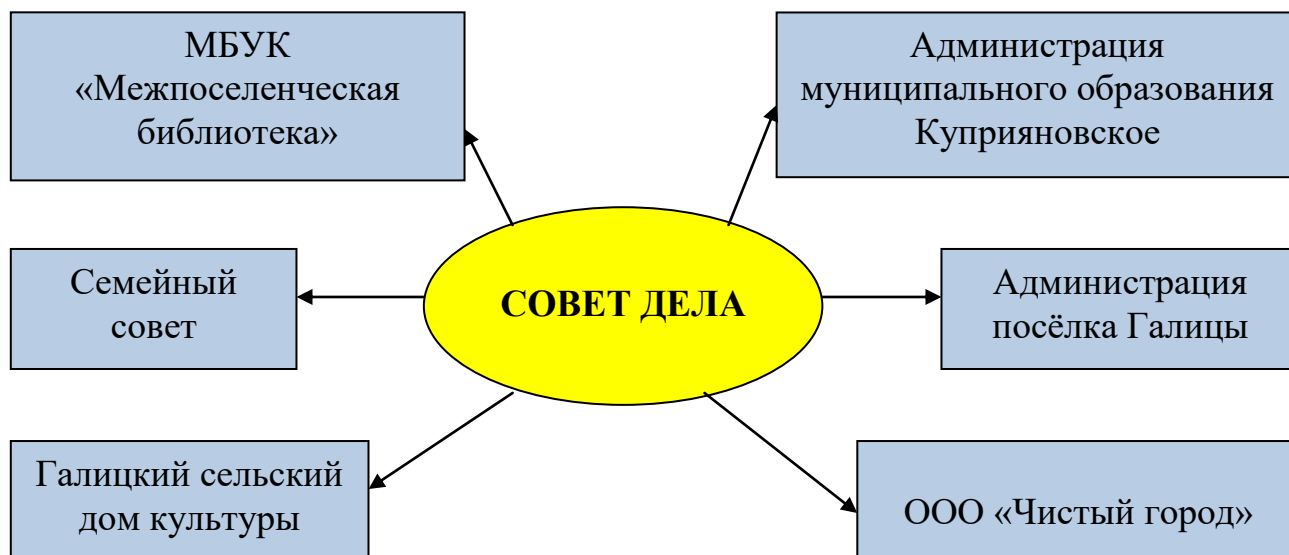 МБУК
«Межпоселенческая
библиотека»
Администрация
муниципального образования
Куприяновское
Семейный
совет
СОВЕТ ДЕЛА
Администрация
посёлка Галицы
Галицкий сельский
дом культуры
ООО «Чистый город»